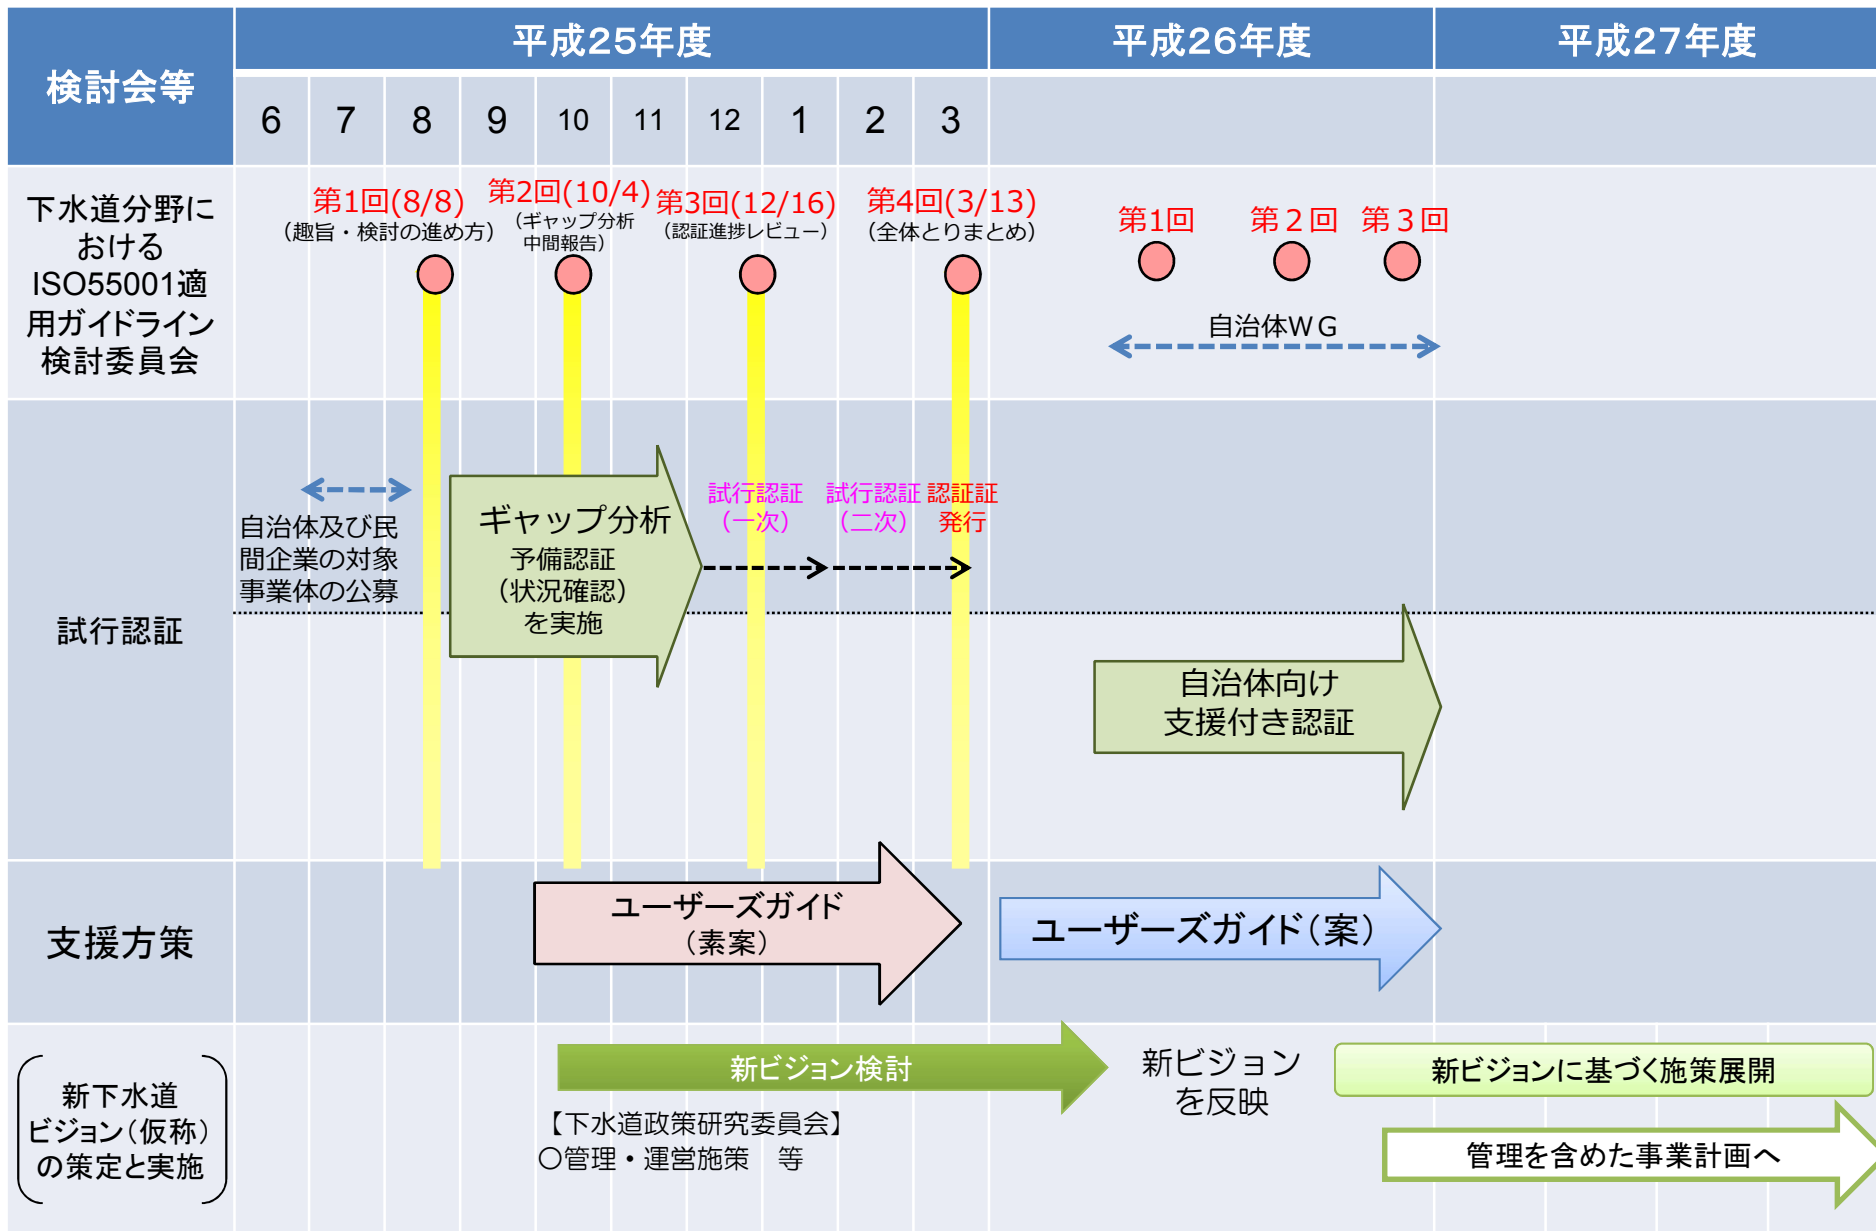 検討会等
平成25年度
平成26年度
平成27年度
6 7 8 9 10 11 12 1 2 3
下水道分野に
おける
ISO55001適
用ガイドライン
検討委員会
第1回(8/8)
(趣旨・検討の進め方)
第2回(10/4)
(ギャップ分析
中間報告)
第3回(12/16)
(認証進捗レビュー)
第4回(3/13)
(全体とりまとめ)
第1回
第２回
第３回
自治体ＷＧ
試行認証
自治体及び民
間企業の対象
事業体の公募
ギャップ分析
予備認証
(状況確認)
を実施
試行認証
(一次)
試行認証
(二次)
認証証
発行
自治体向け
支援付き認証
支援方策
ユーザーズガイド
(素案)
ユーザーズガイド(案)
新下水道
ビジョン(仮称)
の策定と実施
新ビジョン検討
【下水道政策研究委員会】
○管理・運営施策　等
新ビジョン
を反映
新ビジョンに基づく施策展開
管理を含めた事業計画へ